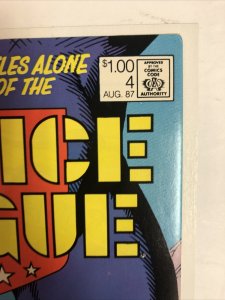 LES ALONE
OF THE
$1.00
4
AUG. 87
APPROVED
BY THE
COMICS
CODE
AUTHORITY
ICE
GUE